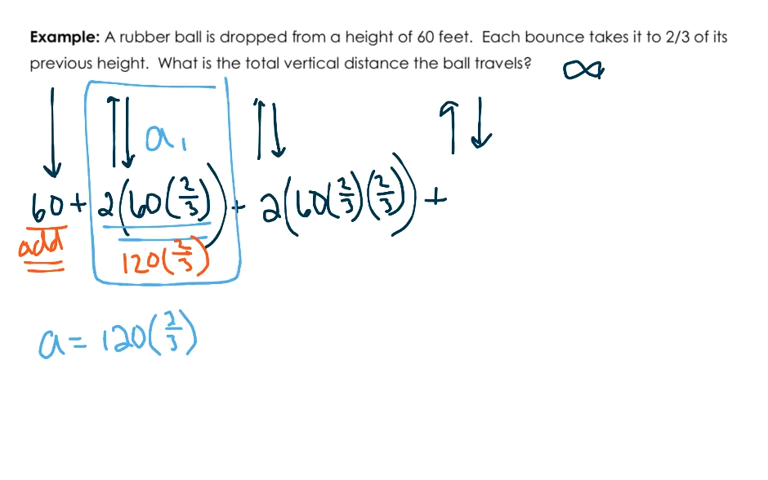 Example: A rubber ball is dropped from a height of 60 feet. Each bounce takes it to 2/3 of its
previous height. What is the total vertical distance the ball travels?
∞
↓ ↑↓ a₁ ↑↓ ↑↓
60 + 2(60(2/3)) + 2(60(2/3)(2/3)) +
add 120(2/3)
a = 120(2/3)